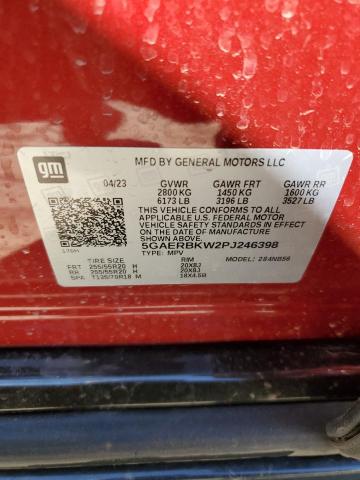 gm
MFD BY GENERAL MOTORS LLC
04/23 GVWR GAWR FRT GAWR RR
2800 KG 1450 KG 1600 KG
6173 LB 3196 LB 3527 LB
THIS VEHICLE CONFORMS TO ALL
APPLICABLE U.S. FEDERAL MOTOR
VEHICLE SAFETY STANDARDS IN EFFECT
ON THE DATE OF MANUFACTURE
SHOWN ABOVE.
5GAERBKW2PJ246398
TYPE: MPV MODEL: 284NB56
TIRE SIZE RIM
FRT 255/55R20 H 20X8J
RR 255/55R20 H 20X8J
SPA T135/70R18 M 18X4.5B